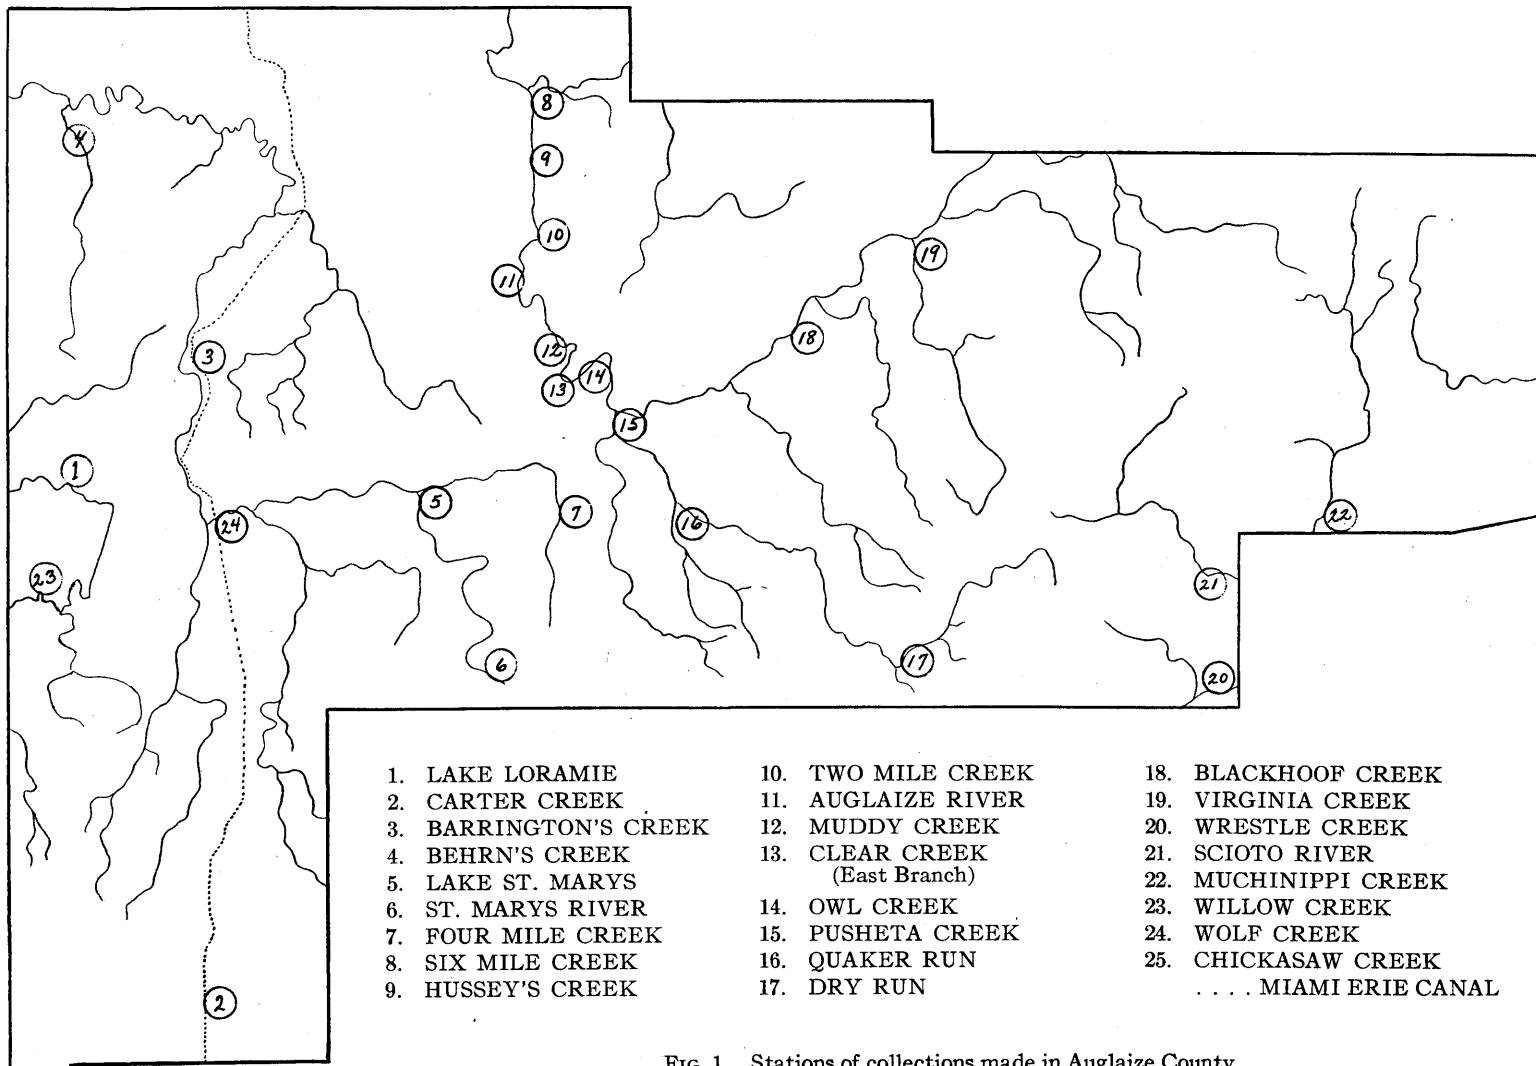 8
4
9
10
19
11
18
12
3
14
13
15
1
5
7
22
16
24
23
21
17
6
20
1. LAKE LORAMIE
2. CARTER CREEK
3. BARRINGTON'S CREEK
4. BEHRN'S CREEK
5. LAKE ST. MARYS
6. ST. MARYS RIVER
7. FOUR MILE CREEK
8. SIX MILE CREEK
9. HUSSEY'S CREEK
10. TWO MILE CREEK
11. AUGLAIZE RIVER
12. MUDDY CREEK
13. CLEAR CREEK
(East Branch)
14. OWL CREEK
15. PUSHETA CREEK
16. QUAKER RUN
17. DRY RUN
18. BLACKHOOF CREEK
19. VIRGINIA CREEK
20. WRESTLE CREEK
21. SCIOTO RIVER
22. MUCHINIPPI CREEK
23. WILLOW CREEK
24. WOLF CREEK
25. CHICKASAW CREEK
. . . . MIAMI ERIE CANAL
2
FIG. 1. Stations of collections made in Auglaize County